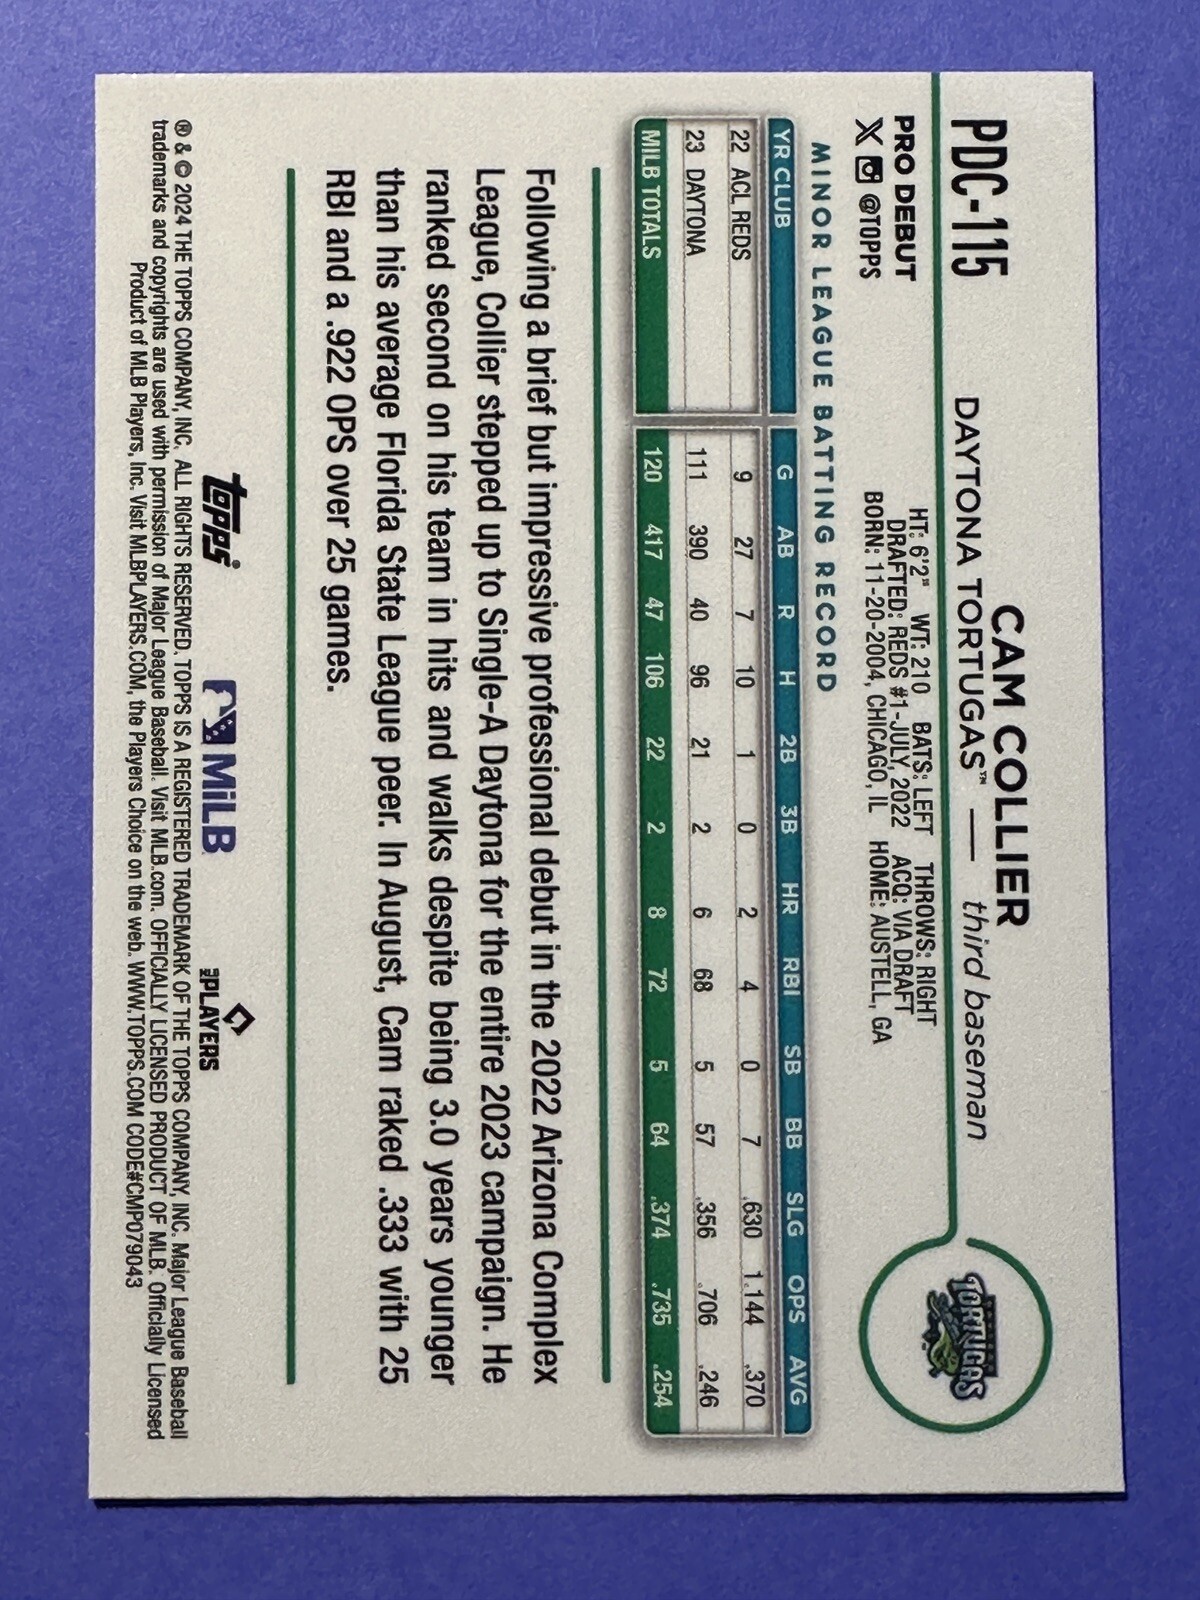 PDC-115
CAM COLLIER
DAYTONA TORTUGAS™ — third baseman
PRO DEBUT
X @TOPPS
HT: 6'2" WT: 210 BATS: LEFT THROWS: RIGHT
DRAFTED: REDS #1-JULY, 2022 ACQ: VIA DRAFT
BORN: 11-20-2004, CHICAGO, IL HOME: AUSTELL, GA
TORTUGAS
MINOR LEAGUE BATTING RECORD
YR CLUB G AB R H 2B 3B HR RBI SB BB SLG OPS AVG
22 ACL REDS 9 27 7 10 1 0 2 4 0 7 .630 1.144 .370
23 DAYTONA 111 390 40 96 21 2 6 68 5 57 .356 .706 .246
MILB TOTALS 120 417 47 106 22 2 8 72 5 64 .374 .735 .254
Following a brief but impressive professional debut in the 2022 Arizona Complex
League, Collier stepped up to Single-A Daytona for the entire 2023 campaign. He
ranked second on his team in hits and walks despite being 3.0 years younger
than his average Florida State League peer. In August, Cam raked .333 with 25
RBI and a .922 OPS over 25 games.
topps® MiLB PLAYERS
® & © 2024 THE TOPPS COMPANY, INC. ALL RIGHTS RESERVED. TOPPS IS A REGISTERED TRADEMARK OF THE TOPPS COMPANY, INC. Major League Baseball
trademarks and copyrights are used with permission of Major League Baseball. Visit MLB.com. OFFICIALLY LICENSED PRODUCT OF MLB. Officially Licensed
Product of MLB Players, Inc. Visit MLBPLAYERS.COM, the Players Choice on the web. WWW.TOPPS.COM CODE#CMP079043